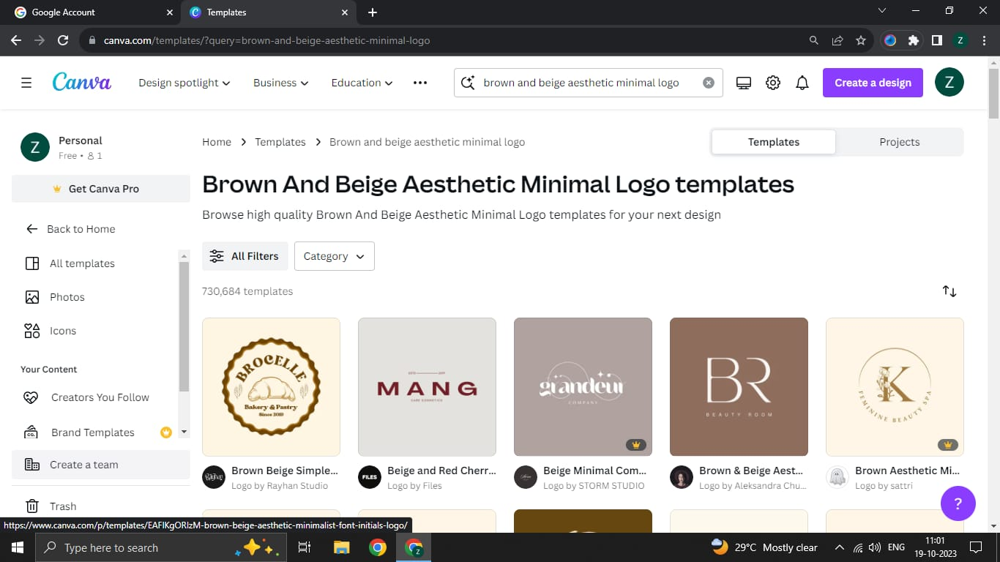 Google Account
Templates
canva.com/templates/?query=brown-and-beige-aesthetic-minimal-logo
Z
Canva
Design spotlight
Business
Education
brown and beige aesthetic minimal logo
Create a design
Z
Z
Personal
Free • 1
Get Canva Pro
Back to Home
All templates
Photos
Icons
Your Content
Creators You Follow
Brand Templates
Create a team
Trash
Home
Templates
Brown and beige aesthetic minimal logo
Templates
Projects
Brown And Beige Aesthetic Minimal Logo templates
Browse high quality Brown And Beige Aesthetic Minimal Logo templates for your next design
All Filters
Category
730,684 templates
BROCELLE
Bakery & Pastry
Since 2019
MANG
CARE COSMETICS
grandeur
COMPANY
BR
BEAUTY ROOM
K
FEMININE BEAUTY SPA
Brown Beige Simple...
Logo by Rayhan Studio
FILES
Beige and Red Cherr...
Logo by Files
Beige Minimal Com...
Logo by STORM STUDIO
Brown & Beige Aest...
Logo by Aleksandra Chu...
Brown Aesthetic Mi...
Logo by sattri
?
https://www.canva.com/p/templates/EAFIKgORlzM-brown-beige-aesthetic-minimalist-font-initials-logo/
Type here to search
Z
29°C Mostly clear
ENG
11:01
19-10-2023